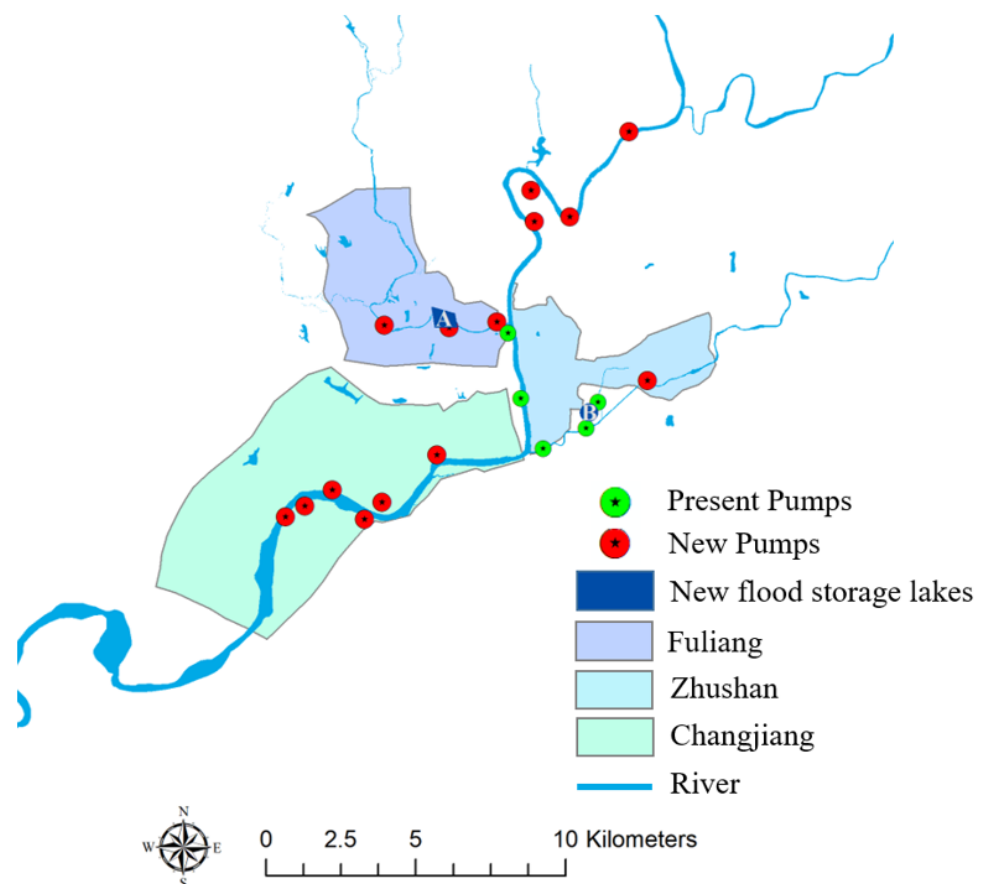 A
B
Present Pumps
New Pumps
New flood storage lakes
Fuliang
Zhushan
Changjiang
River
N
W E
S
0 2.5 5 10 Kilometers